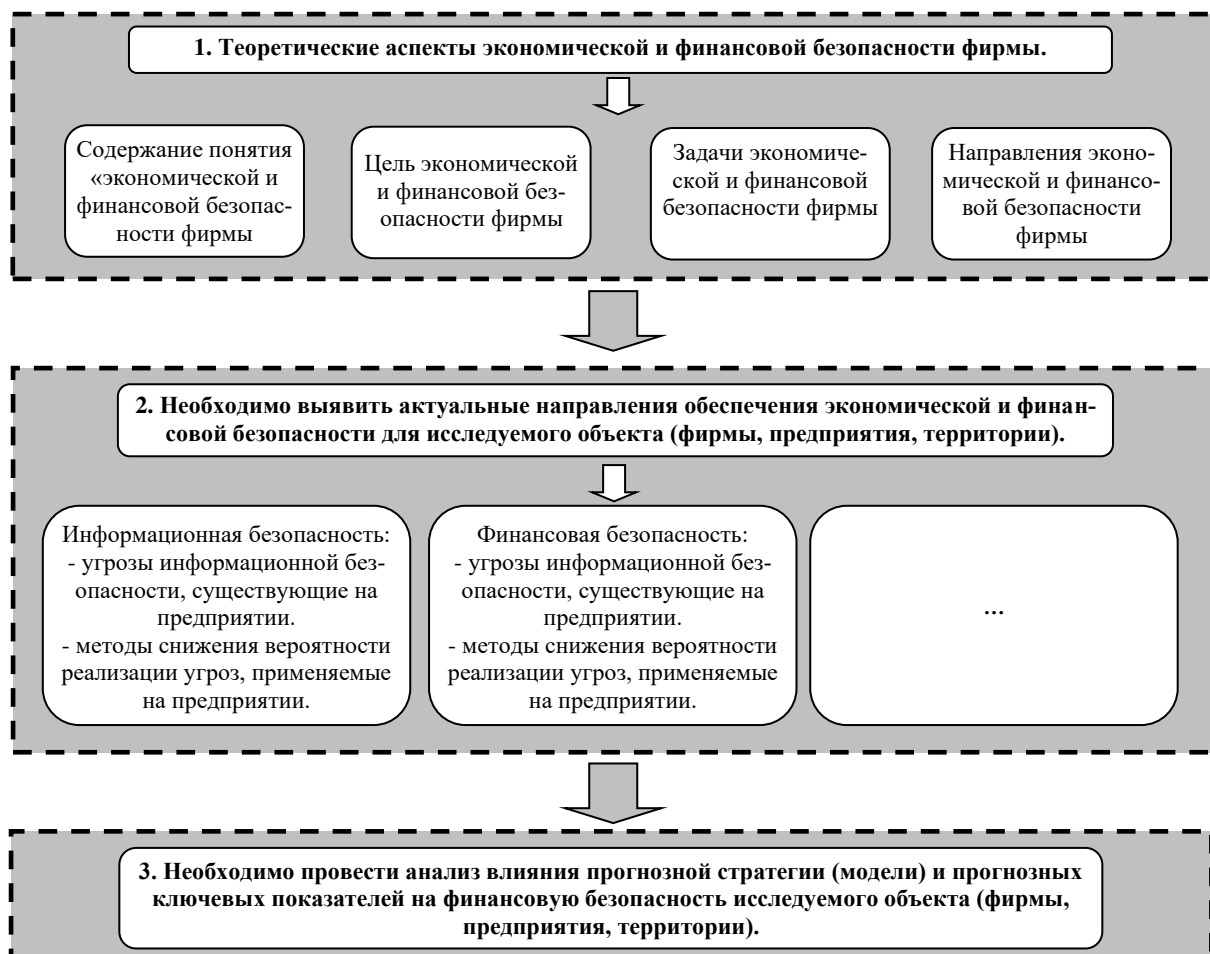 1. Теоретические аспекты экономической и финансовой безопасности фирмы.
Содержание понятия
«экономической и
финансовой безопас-
ности фирмы
Цель экономической
и финансовой без-
опасности фирмы
Задачи экономиче-
ской и финансовой
безопасности фирмы
Направления эконо-
мической и финансо-
вой безопасности
фирмы
2. Необходимо выявить актуальные направления обеспечения экономической и финан-
совой безопасности для исследуемого объекта (фирмы, предприятия, территории).
Информационная безопасность:
- угрозы информационной без-
опасности, существующие на
предприятии.
- методы снижения вероятности
реализации угроз, применяемые
на предприятии.
Финансовая безопасность:
- угрозы информационной без-
опасности, существующие на
предприятии.
- методы снижения вероятности
реализации угроз, применяемые
на предприятии.
...
3. Необходимо провести анализ влияния прогнозной стратегии (модели) и прогнозных
ключевых показателей на финансовую безопасность исследуемого объекта (фирмы,
предприятия, территории).